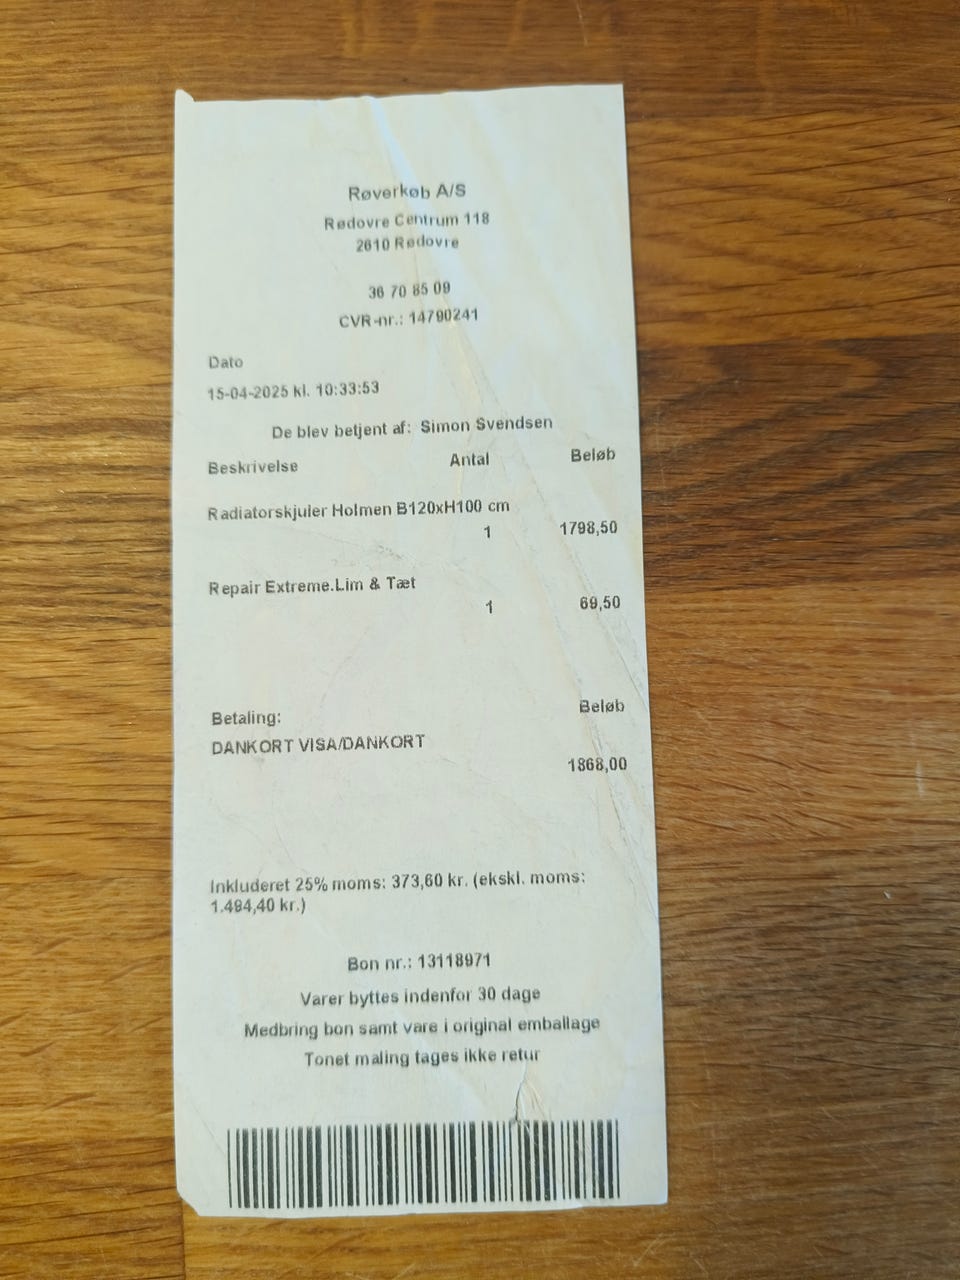 Røverkøb A/S
Rødovre Centrum 118
2610 Rødovre
36 70 85 09
CVR-nr.: 14790241
Dato
15-04-2025 kl. 10:33:53
De blev betjent af: Simon Svendsen
Beskrivelse Antal Beløb
Radiatorskjuler Holmen B120xH100 cm
1 1798,50
Repair Extreme.Lim & Tæt
1 69,50
Betaling: Beløb
DANKORT VISA/DANKORT
1868,00
Inkluderet 25% moms: 373,60 kr. (ekskl. moms:
1.494,40 kr.)
Bon nr.: 13118971
Varer byttes indenfor 30 dage
Medbring bon samt vare i original emballage
Tonet maling tages ikke retur